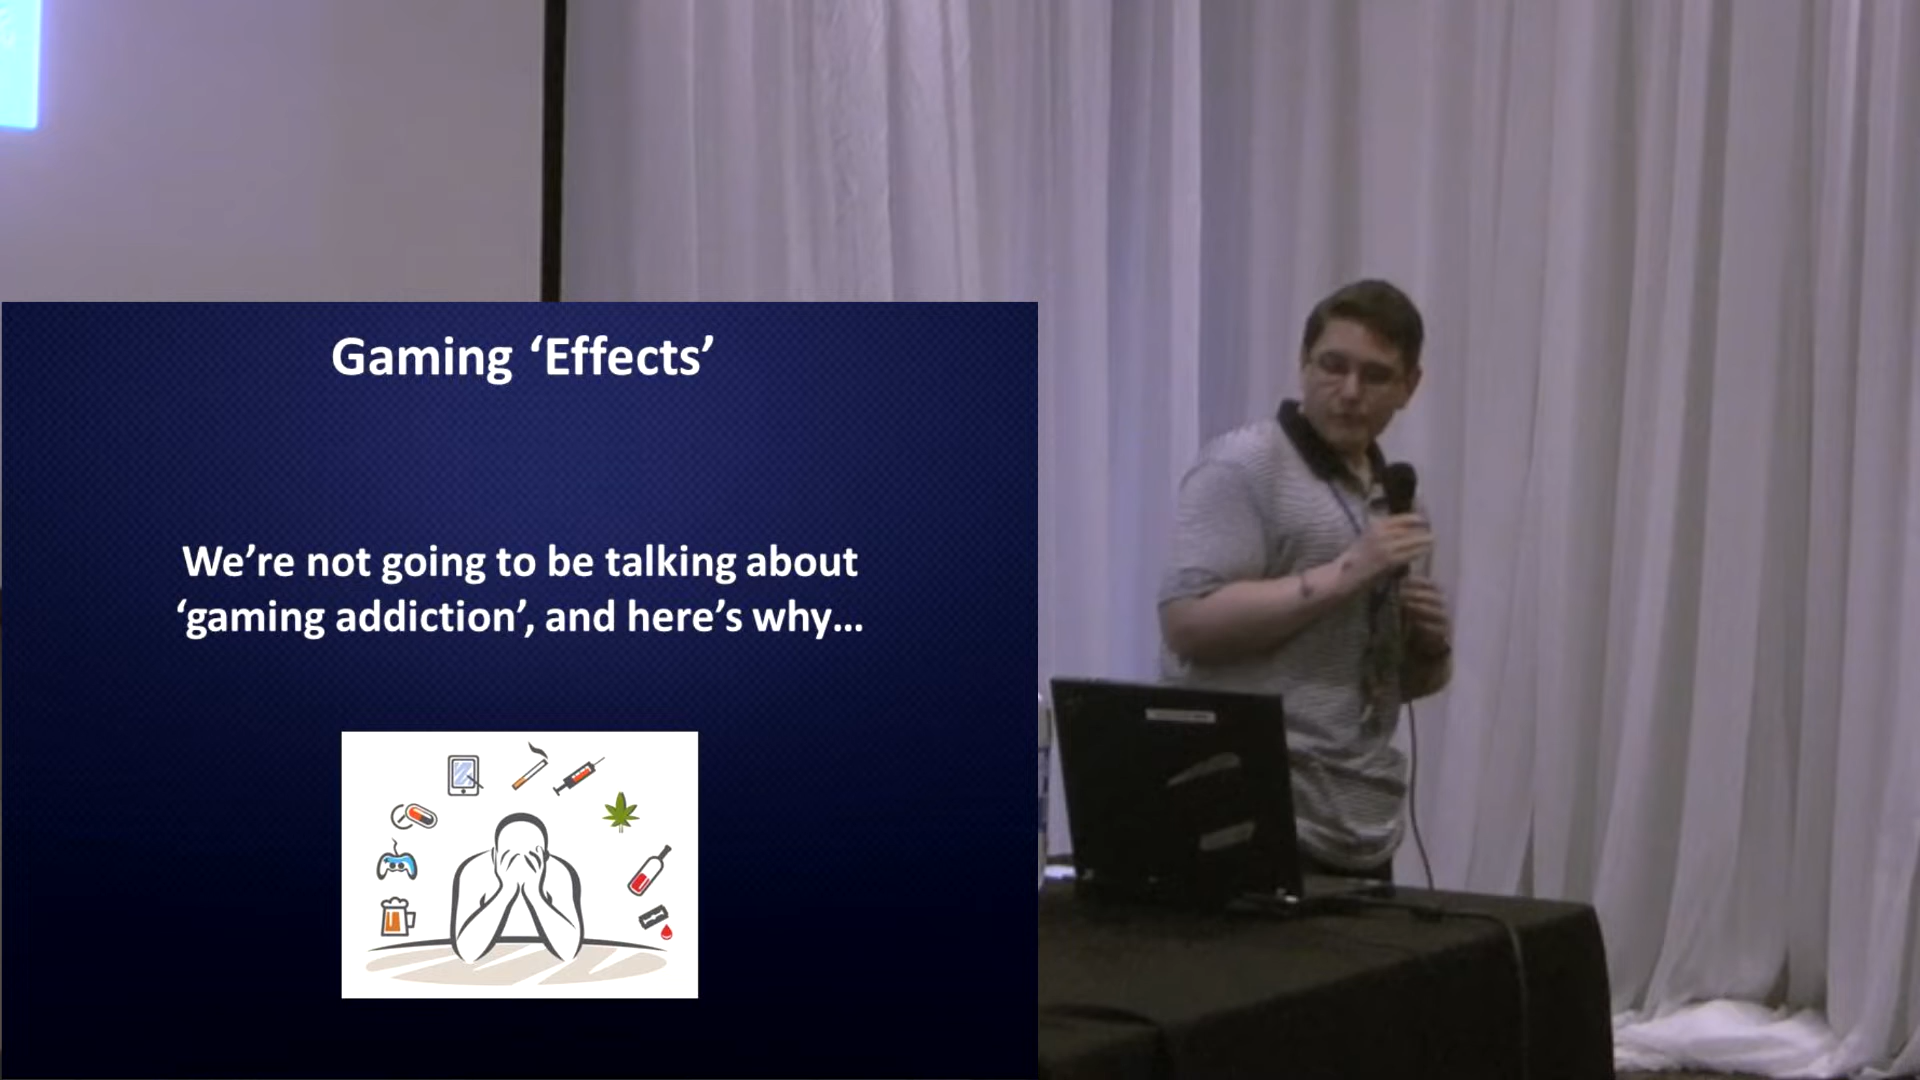 Gaming ‘Effects’
We’re not going to be talking about
‘gaming addiction’, and here’s why...